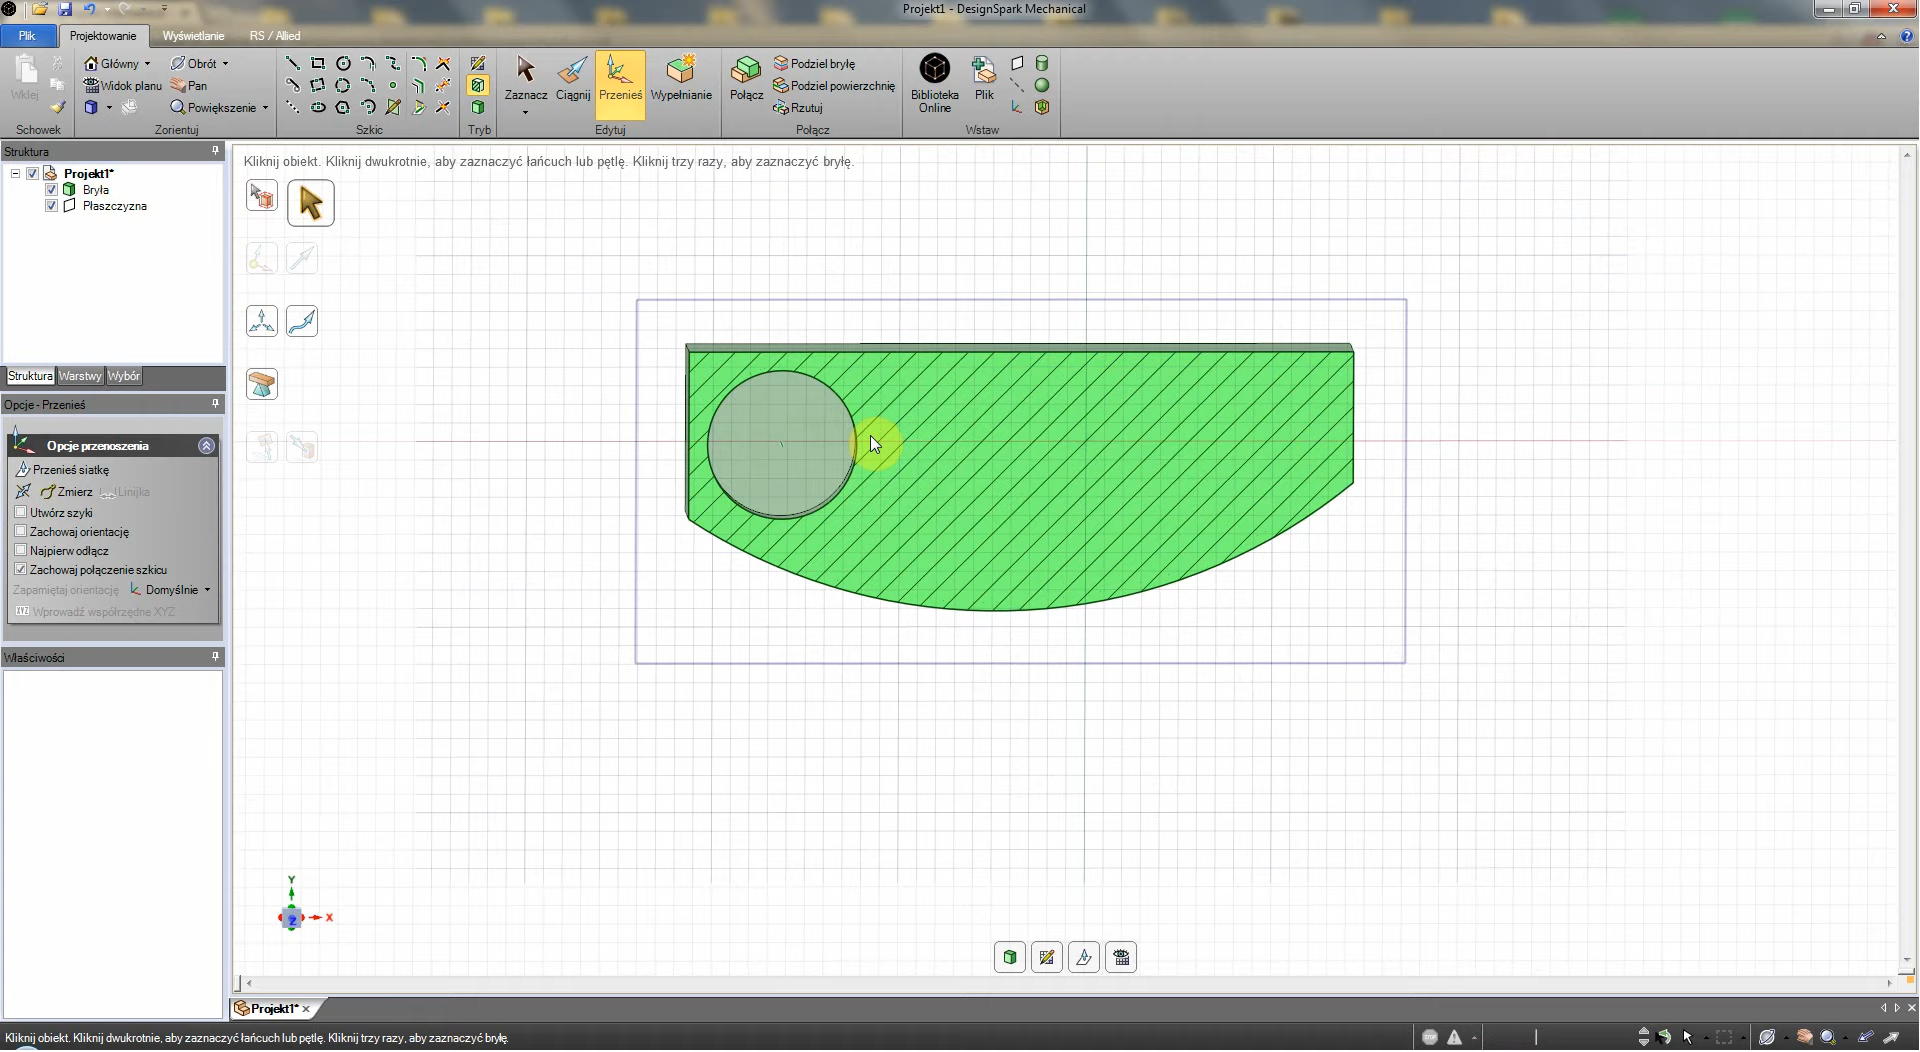 Projekt1 - DesignSpark Mechanical
Plik Projektowanie Wyświetlanie RS / Allied
Wklej
Schowek
Główny Obrót
Widok planu Pan
Powiększenie
Zorientuj
Szkic
Tryb
Zaznacz Ciągnij Przenieś Wypełnianie
Edytuj
Połącz
Podziel bryłę
Podziel powierzchnię
Rzutuj
Połącz
Biblioteka
Online
Plik
Wstaw
Struktura
Projekt1*
Bryła
Płaszczyzna
Struktura Warstwy Wybór
Opcje - Przenieś
Opcje przenoszenia
Przenieś siatkę
Zmierz Linijka
Utwórz szyki
Zachowaj orientację
Najpierw odłącz
Zachowaj połączenie szkicu
Zapamiętaj orientację Domyślnie
XYZ Wprowadź współrzędne XYZ
Właściwości
Kliknij obiekt. Kliknij dwukrotnie, aby zaznaczyć łańcuch lub pętlę. Kliknij trzy razy, aby zaznaczyć bryłę.
Y
Z X
Projekt1*
Kliknij obiekt. Kliknij dwukrotnie, aby zaznaczyć łańcuch lub pętlę. Kliknij trzy razy, aby zaznaczyć bryłę.